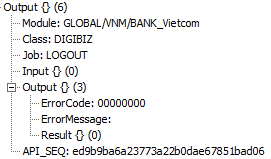 Output {} (6)
Module: GLOBAL/VNM/BANK_Vietcom
Class: DIGIBIZ
Job: LOGOUT
Input {} (0)
Output {} (3)
ErrorCode: 00000000
ErrorMessage:
Result {} (0)
API_SEQ: ed9b9ba6a23773a22b0dae67851bad06